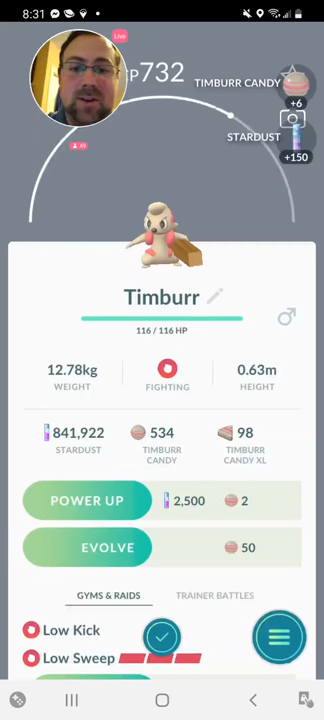 8:31
Live
CP732
TIMBURR CANDY
+6
STARDUST
+150
Timburr
116 / 116 HP
12.78kg
WEIGHT
FIGHTING
0.63m
HEIGHT
841,922
STARDUST
534
TIMBURR
CANDY
98
TIMBURR
CANDY XL
POWER UP
2,500
2
EVOLVE
50
GYMS & RAIDS
TRAINER BATTLES
Low Kick
Low Sweep